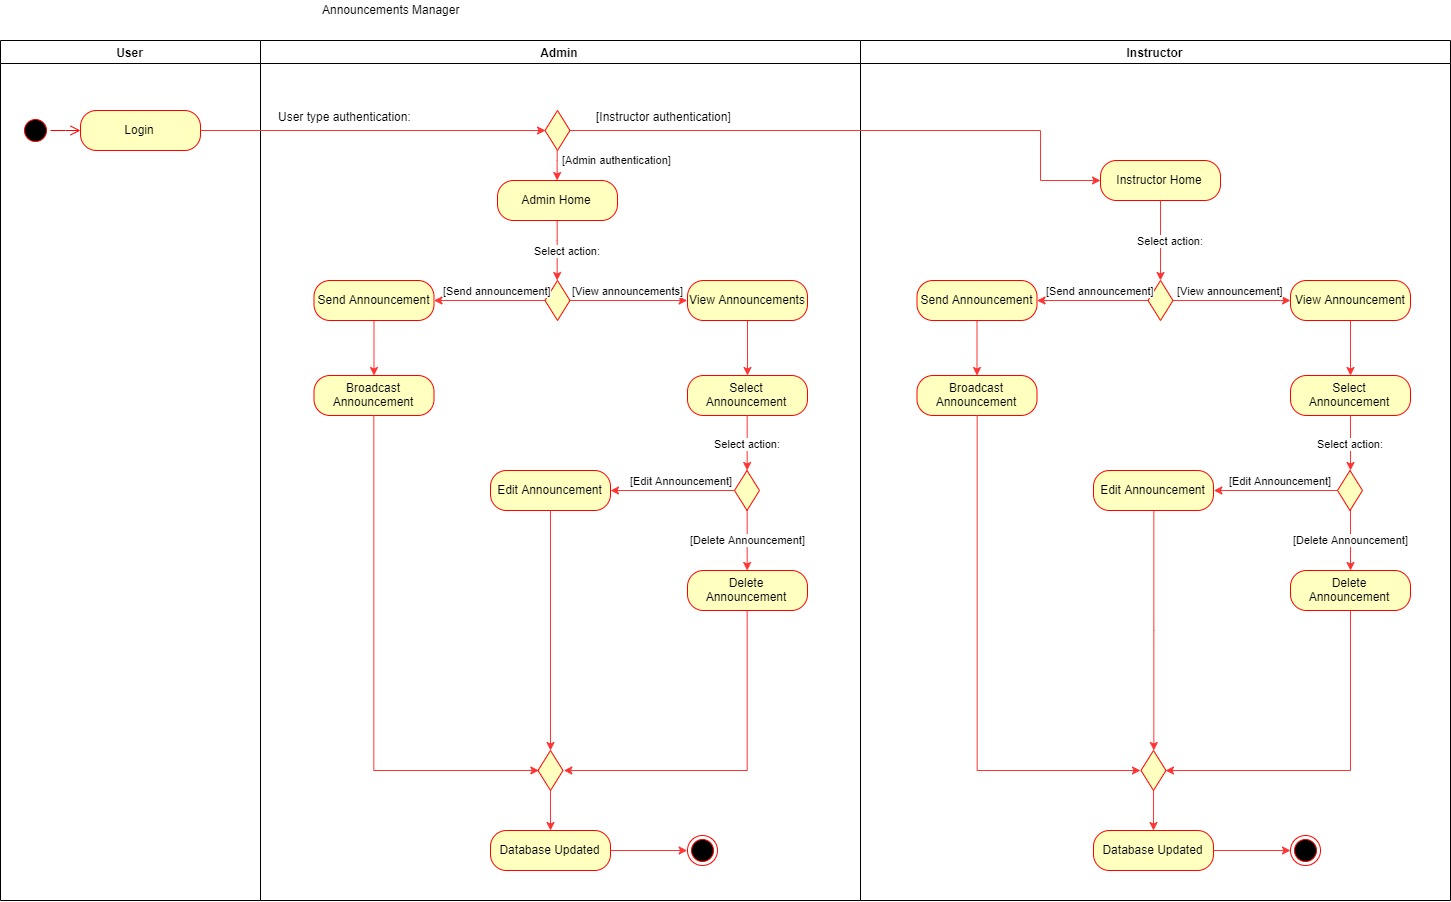 Announcements Manager
User
Admin
Instructor
Login
User type authentication:
[Instructor authentication]
[Admin authentication]
Admin Home
Instructor Home
Select action:
Select action:
Send Announcement
[Send announcement]
[View announcements]
View Announcements
Send Announcement
[Send announcement]
[View announcement]
View Announcement
Broadcast
Announcement
Select
Announcement
Broadcast
Announcement
Select
Announcement
Select action:
Select action:
Edit Announcement
[Edit Announcement]
Edit Announcement
[Edit Announcement]
[Delete Announcement]
[Delete Announcement]
Delete
Announcement
Delete
Announcement
Database Updated
Database Updated